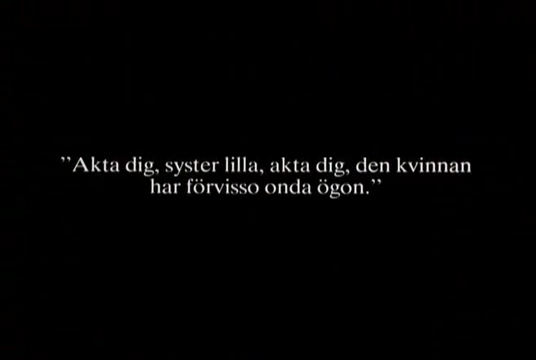 ”Akta dig, syster lilla, akta dig, den kvinnan
har förvisso onda ögon.”